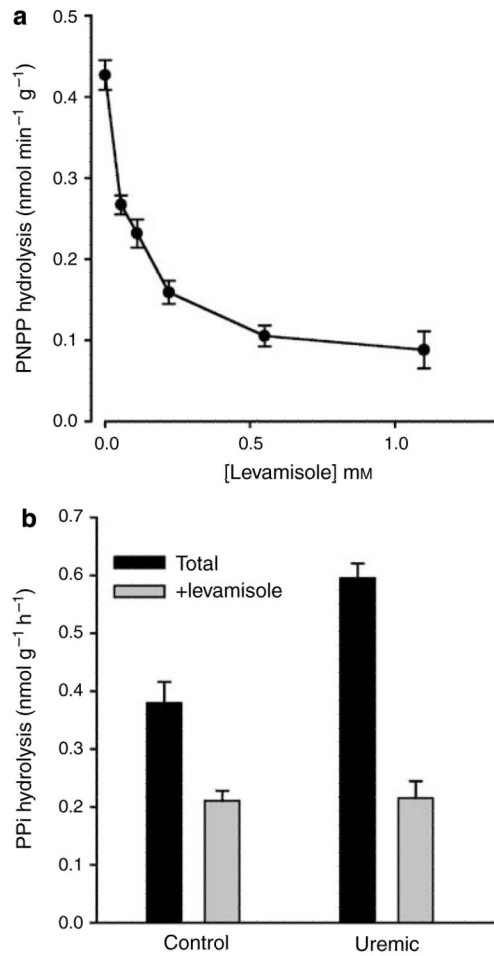 a
PNPP hydrolysis (nmol min⁻¹ g⁻¹)
0.5
0.4
0.3
0.2
0.1
0.0
0.0 0.5 1.0
[Levamisole] mM
b
PPi hydrolysis (nmol g⁻¹ h⁻¹)
0.7
0.6
0.5
0.4
0.3
0.2
0.1
0.0
Total
+levamisole
Control Uremic